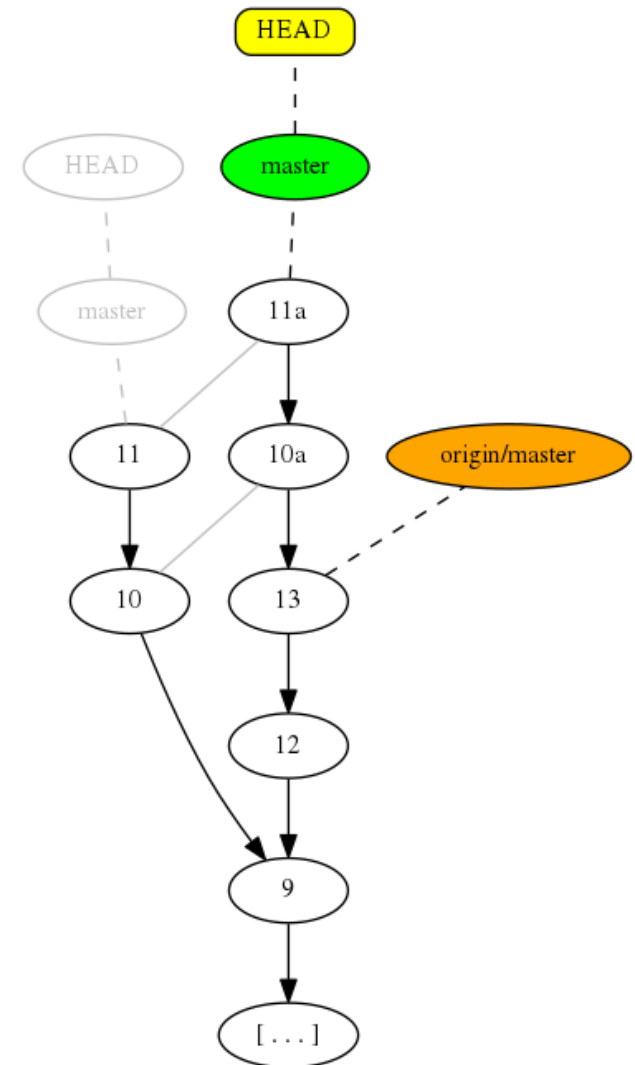 HEAD
HEAD
master
master
11a
11
10a
origin/master
10
13
12
9
[ . . . ]